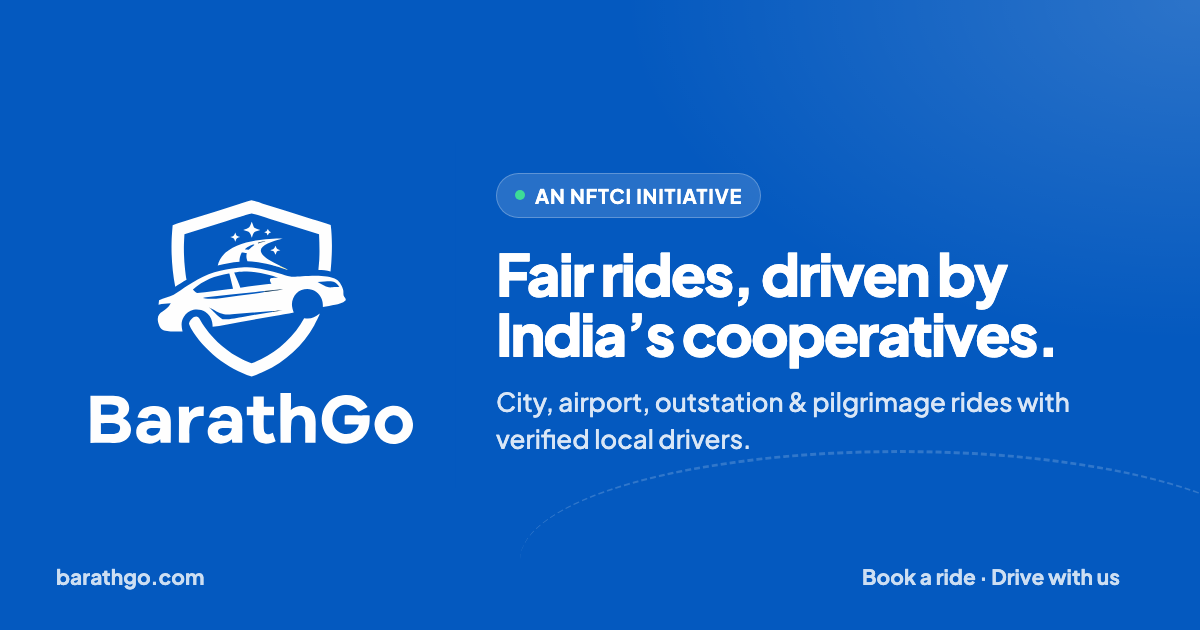 AN NFTCI INITIATIVE
Fair rides, driven by
India’s cooperatives.
City, airport, outstation & pilgrimage rides with
verified local drivers.
BarathGo
barathgo.com
Book a ride · Drive with us